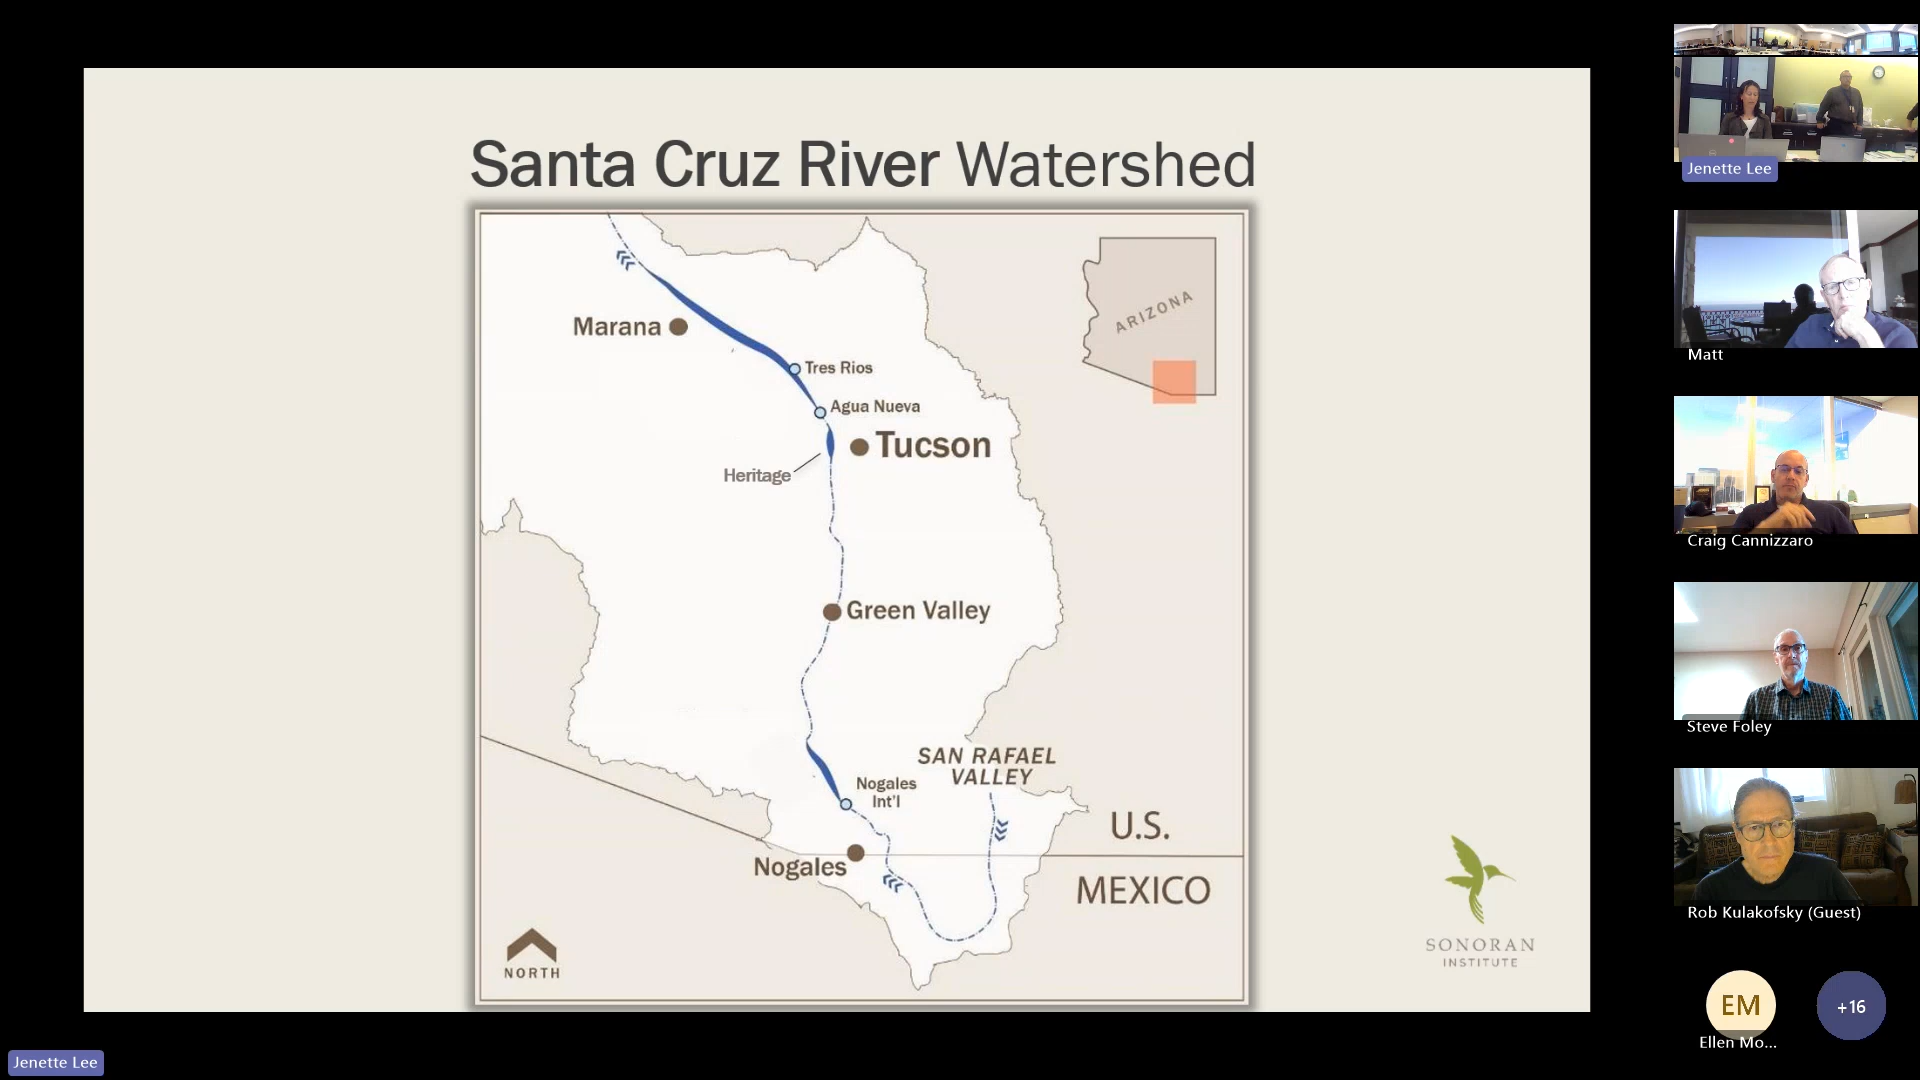 Santa Cruz River Watershed
ARIZONA
Marana
Tres Rios
Agua Nueva
Tucson
Heritage
Green Valley
SAN RAFAEL
VALLEY
Nogales
Int'l
U.S.
Nogales
MEXICO
NORTH
SONORAN
INSTITUTE
Jenette Lee
Matt
Craig Cannizzaro
Steve Foley
Rob Kulakofsky (Guest)
EM
+16
Ellen Mo...
Jenette Lee